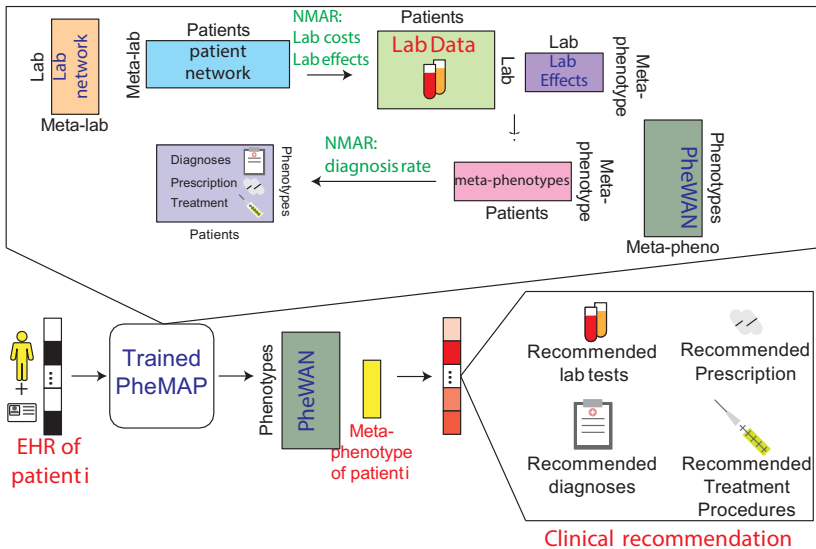 Lab
Lab
network
Meta-lab
Meta-lab
Patients
patient
network
NMAR:
Lab costs
Lab effects
Patients
Lab Data
Lab
Lab
Lab
Effects
Meta-
phenotype
Diagnoses
Prescription
Treatment
Phenotypes
Patients
NMAR:
diagnosis rate
meta-phenotypes
Patients
Meta-
phenotype
PheWAN
Phenotypes
Meta-pheno
+
EHR of
patient i
Trained
PheMAP
Phenotypes
PheWAN
Meta-
phenotype
of patient i
Recommended
lab tests
Recommended
Prescription
Recommended
diagnoses
Recommended
Treatment
Procedures
Clinical recommendation